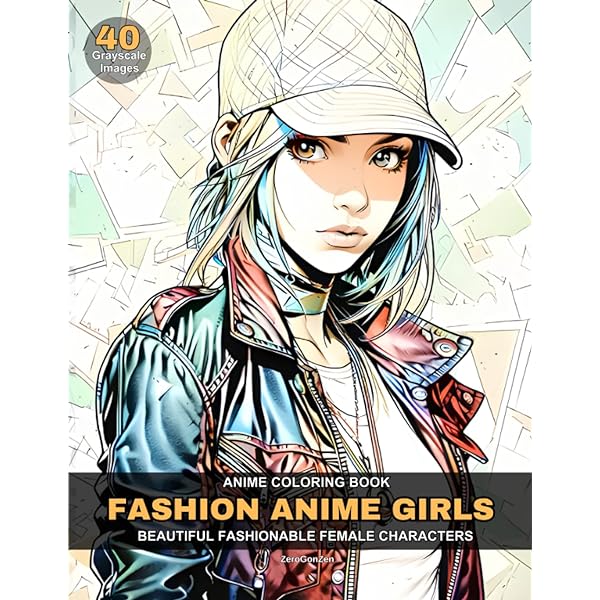 40
Grayscale
Images
ANIME COLORING BOOK
FASHION ANIME GIRLS
BEAUTIFUL FASHIONABLE FEMALE CHARACTERS
ZeroGonZen